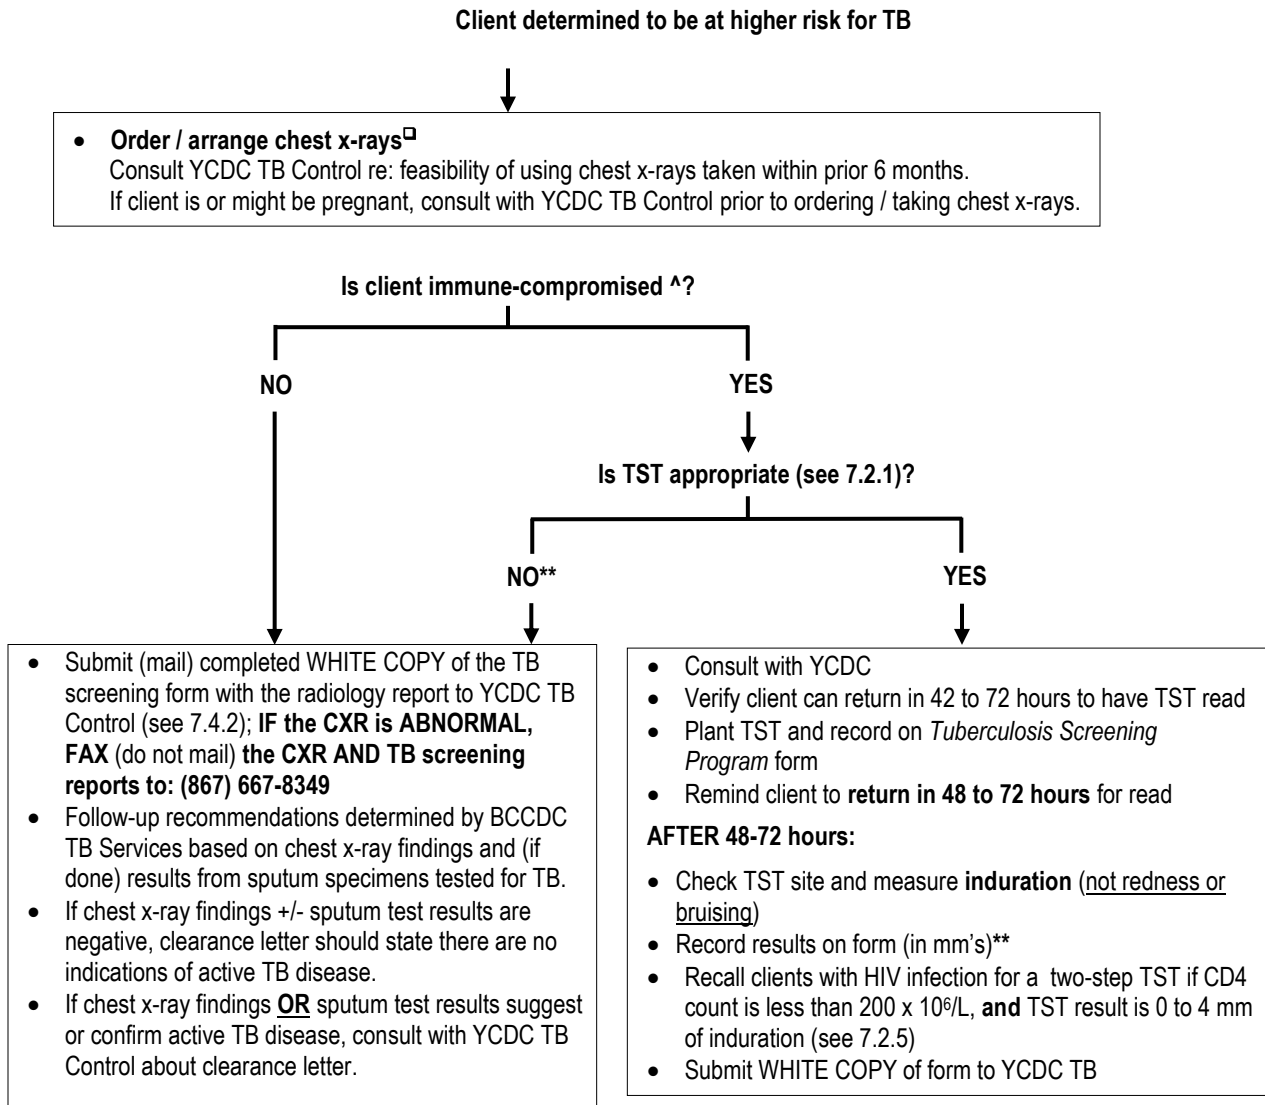 Client determined to be at higher risk for TB
• Order / arrange chest x-rays❑
Consult YCDC TB Control re: feasibility of using chest x-rays taken within prior 6 months.
If client is or might be pregnant, consult with YCDC TB Control prior to ordering / taking chest x-rays.
Is client immune-compromised ^?
NO
YES
Is TST appropriate (see 7.2.1)?
NO**
YES
• Submit (mail) completed WHITE COPY of the TB
screening form with the radiology report to YCDC TB
Control (see 7.4.2); IF the CXR is ABNORMAL,
FAX (do not mail) the CXR AND TB screening
reports to: (867) 667-8349
• Follow-up recommendations determined by BCCDC
TB Services based on chest x-ray findings and (if
done) results from sputum specimens tested for TB.
• If chest x-ray findings +/- sputum test results are
negative, clearance letter should state there are no
indications of active TB disease.
• If chest x-ray findings OR sputum test results suggest
or confirm active TB disease, consult with YCDC TB
Control about clearance letter.
• Consult with YCDC
• Verify client can return in 42 to 72 hours to have TST read
• Plant TST and record on Tuberculosis Screening
Program form
• Remind client to return in 48 to 72 hours for read
AFTER 48-72 hours:
• Check TST site and measure induration (not redness or
bruising)
• Record results on form (in mm's)**
• Recall clients with HIV infection for a two-step TST if CD4
count is less than 200 x 10⁶/L, and TST result is 0 to 4 mm
of induration (see 7.2.5)
• Submit WHITE COPY of form to YCDC TB